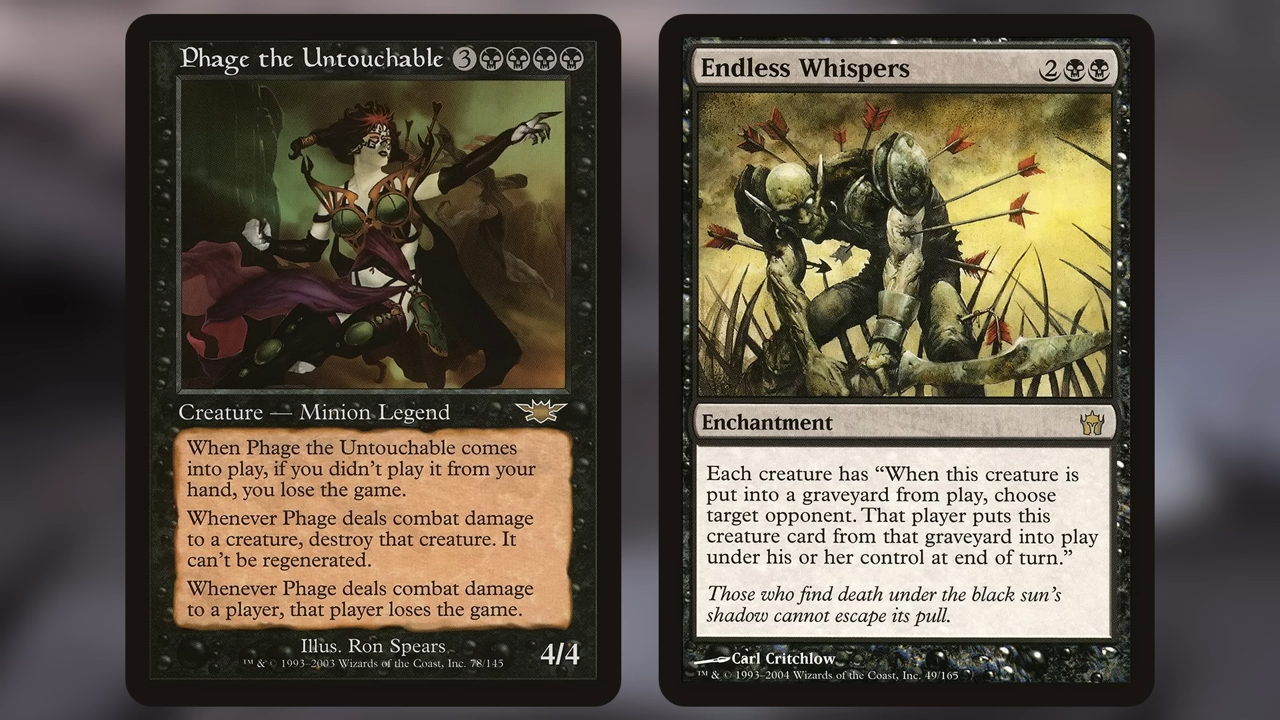 Phage the Untouchable 3
Creature — Minion Legend
When Phage the Untouchable comes
into play, if you didn't play it from your
hand, you lose the game.
Whenever Phage deals combat damage
to a creature, destroy that creature. It
can't be regenerated.
Whenever Phage deals combat damage
to a player, that player loses the game.
Illus. Ron Spears
™ & © 1993–2003 Wizards of the Coast, Inc. 78/145
4/4
Endless Whispers 2
Enchantment
Each creature has “When this creature is
put into a graveyard from play, choose
target opponent. That player puts this
creature card from that graveyard into play
under his or her control at end of turn.”
Those who find death under the black sun's
shadow cannot escape its pull.
Carl Critchlow
™ & © 1993–2004 Wizards of the Coast, Inc. 49/165